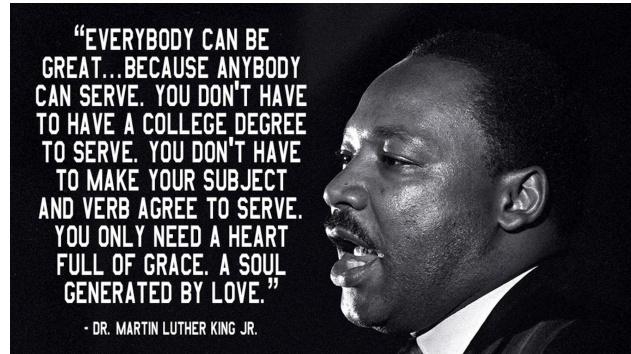 “EVERYBODY CAN BE
GREAT...BECAUSE ANYBODY
CAN SERVE. YOU DON'T HAVE
TO HAVE A COLLEGE DEGREE
TO SERVE. YOU DON'T HAVE
TO MAKE YOUR SUBJECT
AND VERB AGREE TO SERVE.
YOU ONLY NEED A HEART
FULL OF GRACE. A SOUL
GENERATED BY LOVE.”
- DR. MARTIN LUTHER KING JR.